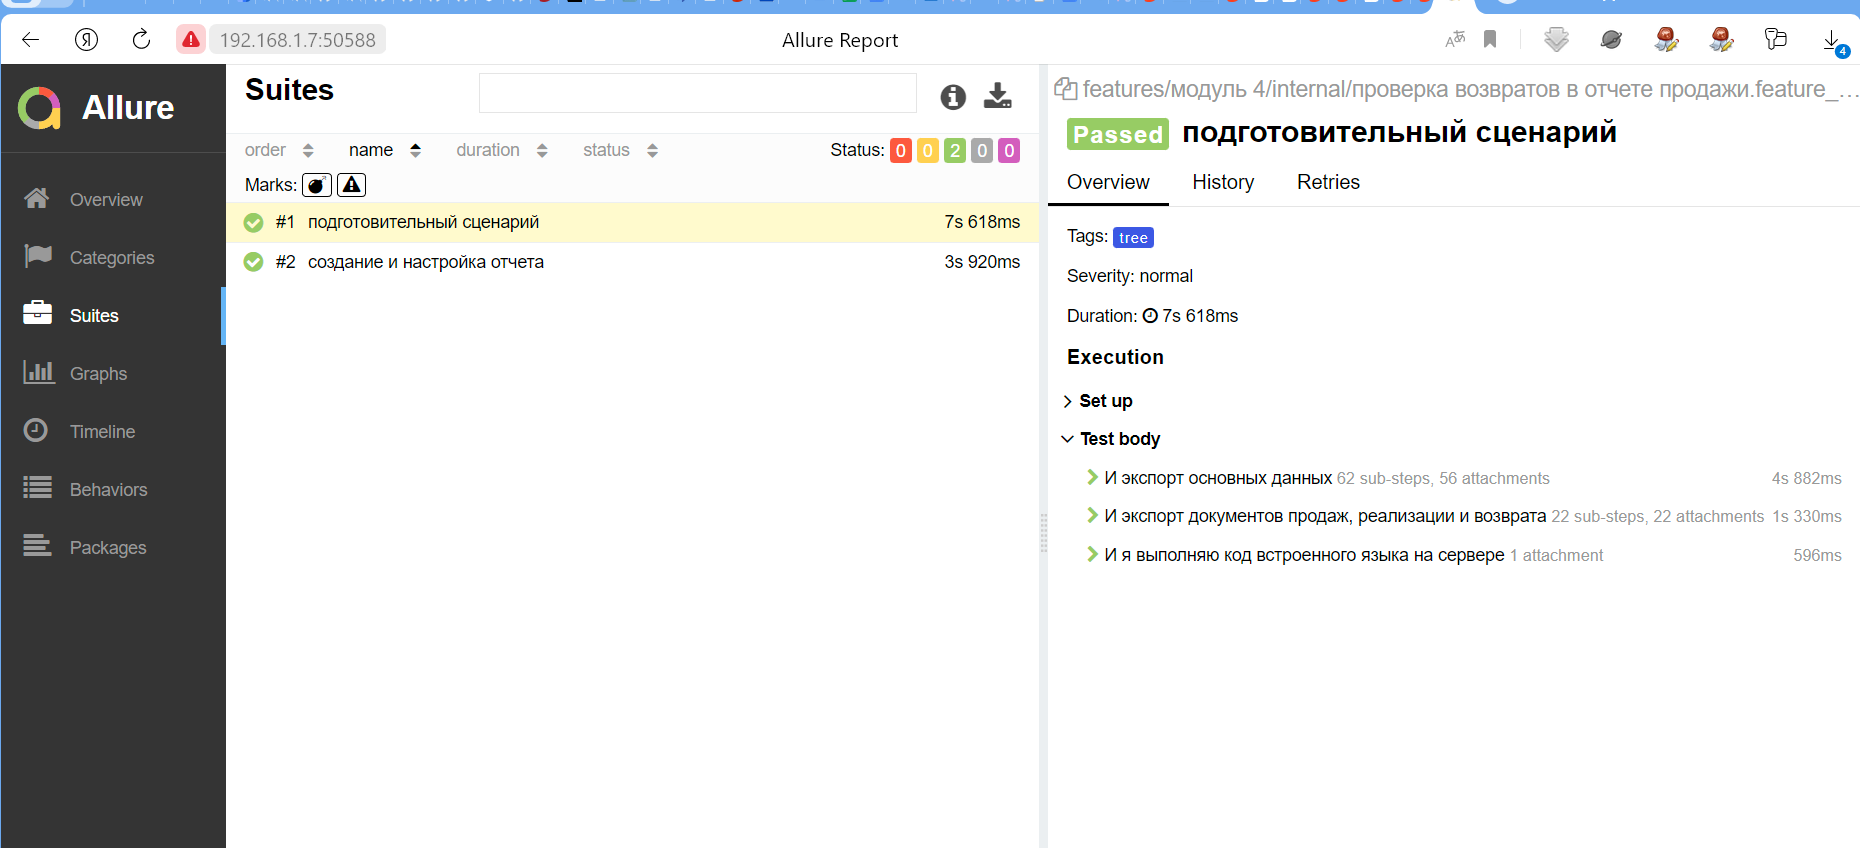 192.168.1.7:50588
Allure Report
4
Allure
Overview
Categories
Suites
Graphs
Timeline
Behaviors
Packages
Suites
order name duration status Status: 0 0 2 0 0
Marks:
#1 подготовительный сценарий 7s 618ms
#2 создание и настройка отчета 3s 920ms
features/модуль 4/internal/проверка возвратов в отчете продажи.feature_...
Passed подготовительный сценарий
Overview History Retries
Tags: tree
Severity: normal
Duration: 7s 618ms
Execution
Set up
Test body
И экспорт основных данных 62 sub-steps, 56 attachments 4s 882ms
И экспорт документов продаж, реализации и возврата 22 sub-steps, 22 attachments 1s 330ms
И я выполняю код встроенного языка на сервере 1 attachment 596ms